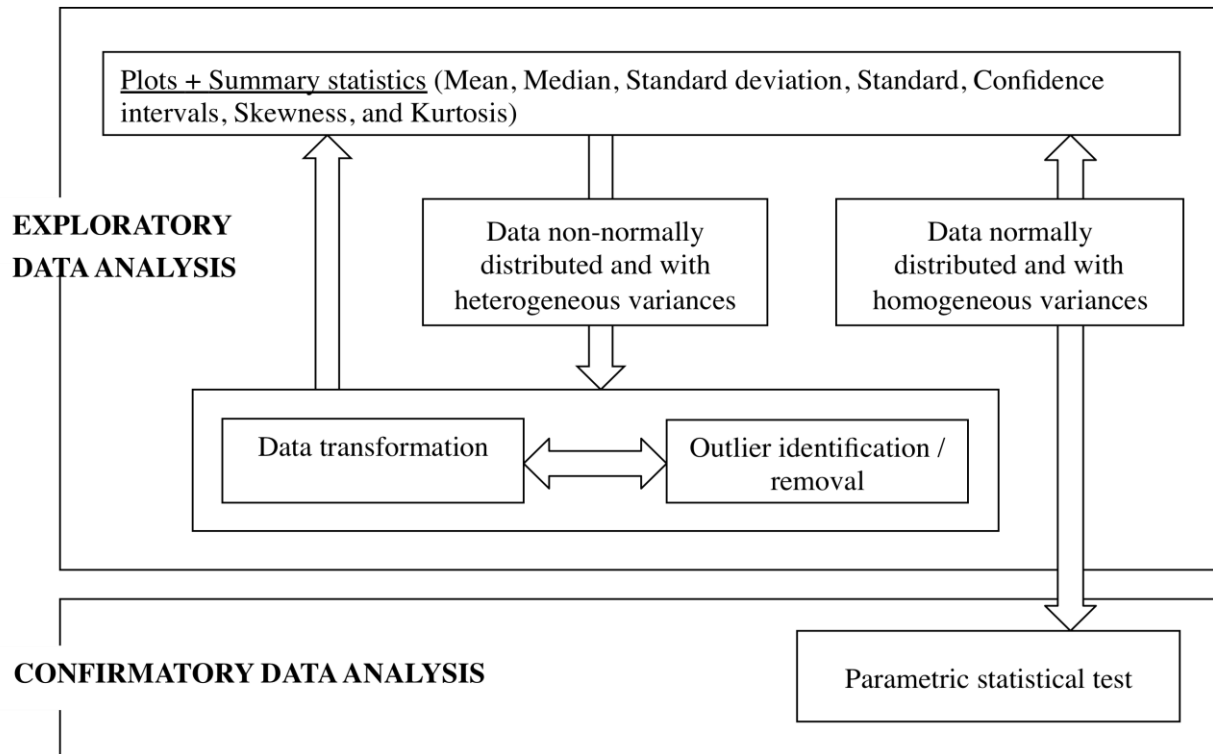 Plots + Summary statistics (Mean, Median, Standard deviation, Standard, Confidence
intervals, Skewness, and Kurtosis)
EXPLORATORY
DATA ANALYSIS
Data non-normally
distributed and with
heterogeneous variances
Data normally
distributed and with
homogeneous variances
Data transformation
Outlier identification /
removal
CONFIRMATORY DATA ANALYSIS
Parametric statistical test